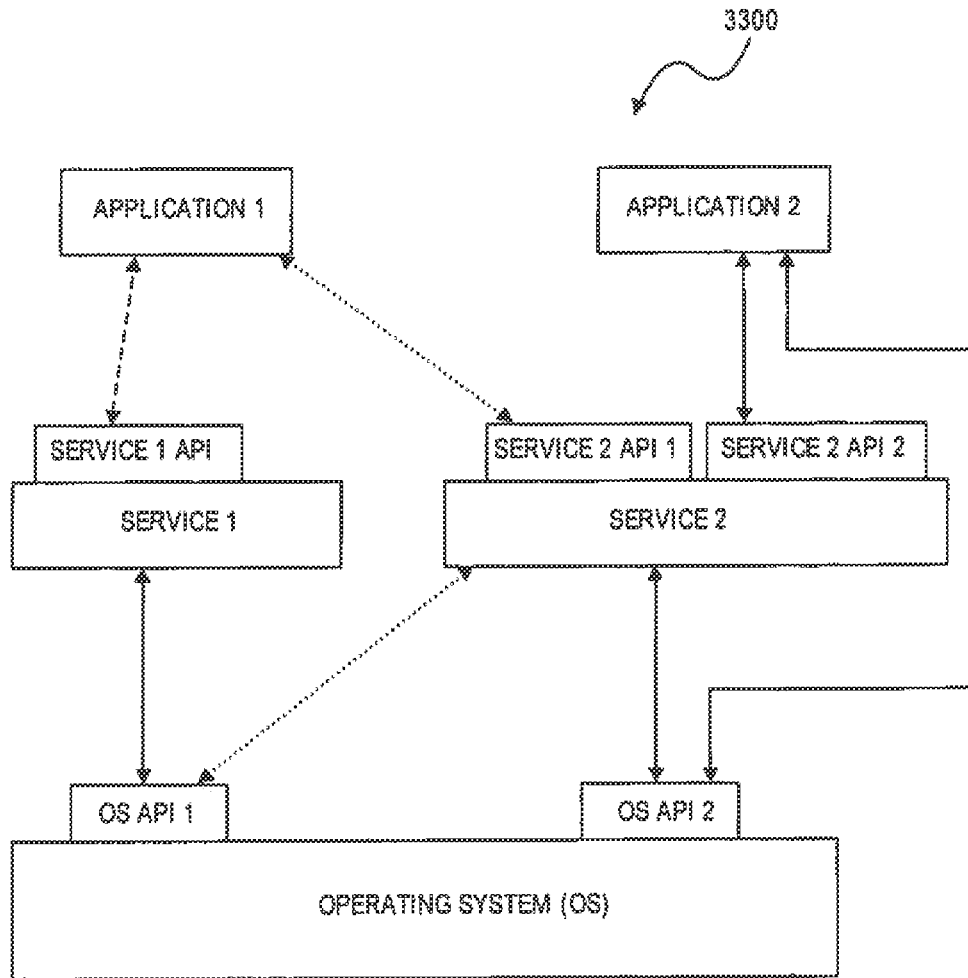 3300
APPLICATION 1
APPLICATION 2
SERVICE 1 API
SERVICE 2 API 1
SERVICE 2 API 2
SERVICE 1
SERVICE 2
OS API 1
OS API 2
OPERATING SYSTEM (OS)